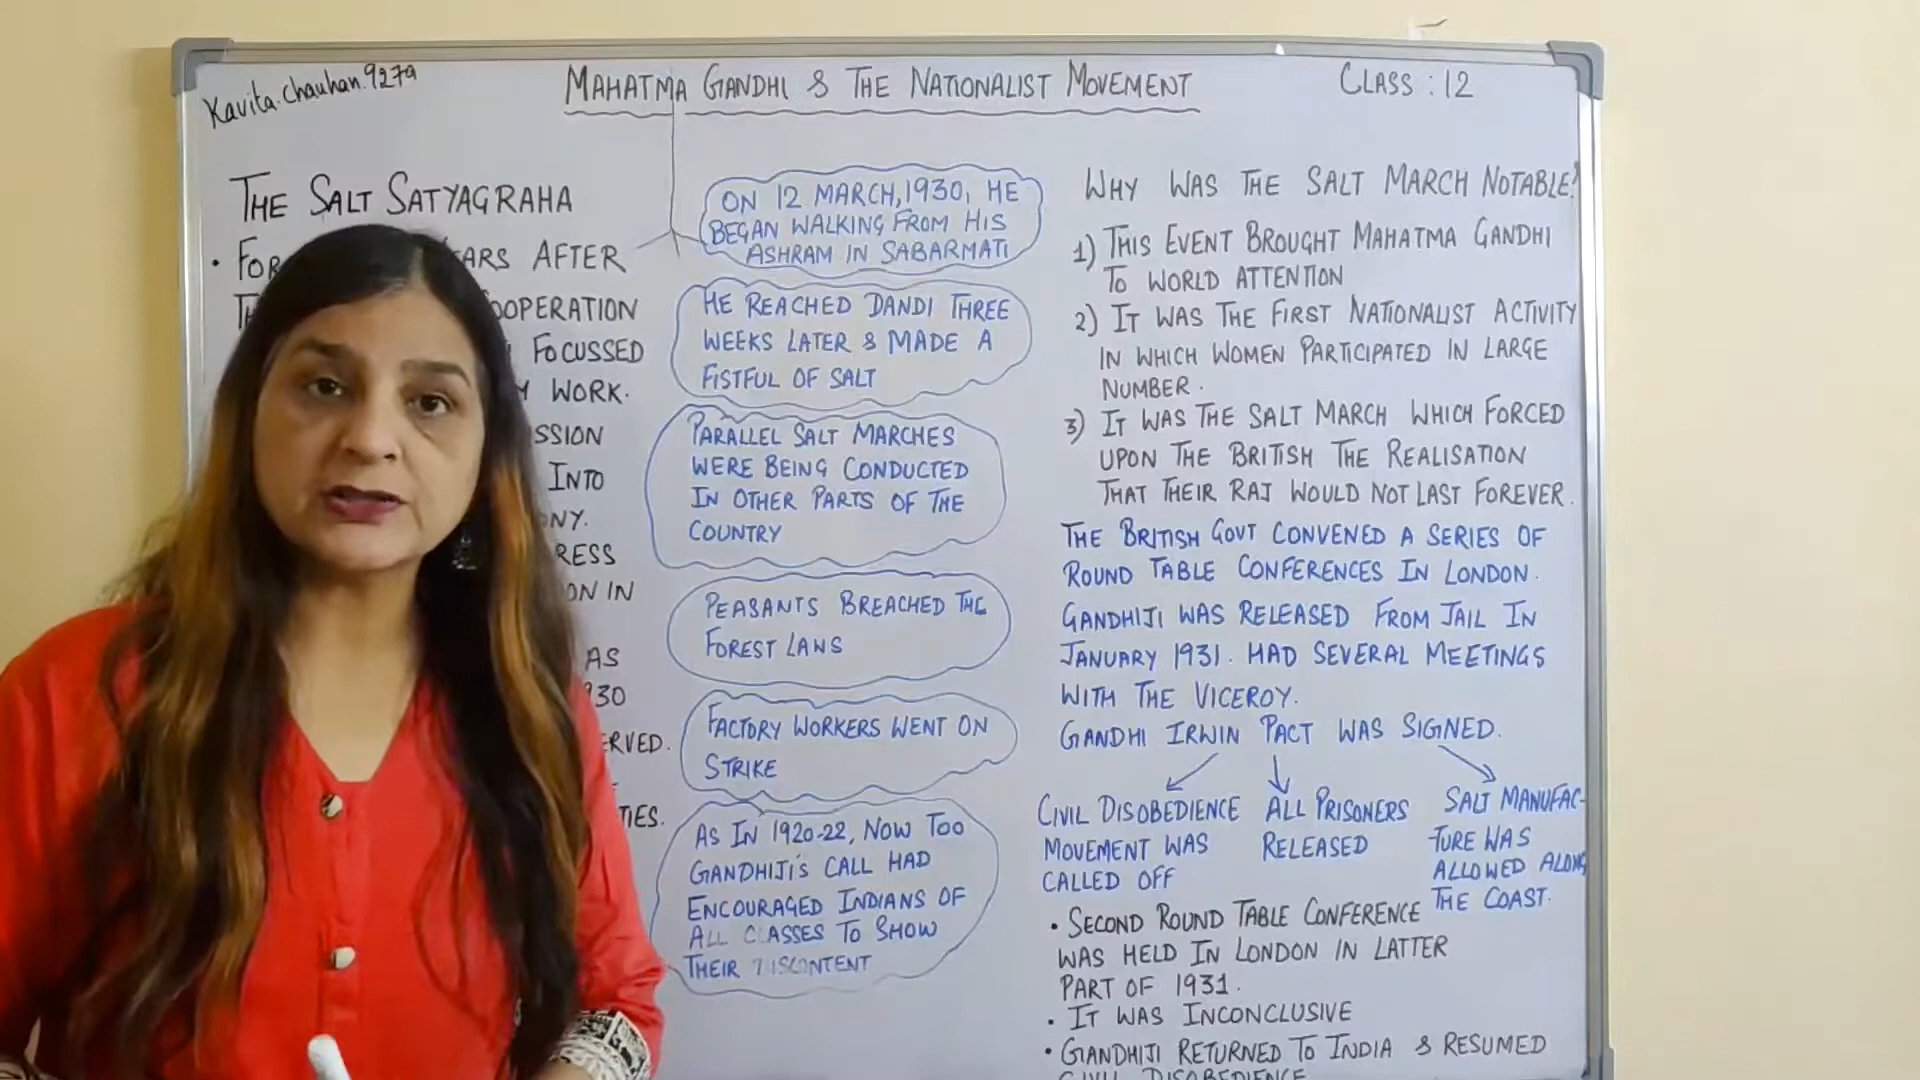 Kavita.Chauhan.9279
MAHATMA GANDHI & THE NATIONALIST MOVEMENT
CLASS : 12
THE SALT SATYAGRAHA
• FOR ARS AFTER
OOPERATION
FOCUSSED
WORK.
SSION
INTO
NY.
RESS
ON IN
AS
930
ERVED.
TIES.
ON 12 MARCH, 1930, HE
BEGAN WALKING FROM HIS
ASHRAM IN SABARMATI
HE REACHED DANDI THREE
WEEKS LATER & MADE A
FISTFUL OF SALT
PARALLEL SALT MARCHES
WERE BEING CONDUCTED
IN OTHER PARTS OF THE
COUNTRY
PEASANTS BREACHED THE
FOREST LAWS
FACTORY WORKERS WENT ON
STRIKE
AS IN 1920-22, NOW TOO
GANDHIJI'S CALL HAD
ENCOURAGED INDIANS OF
ALL CLASSES TO SHOW
THEIR DISCONTENT
WHY WAS THE SALT MARCH NOTABLE?
1) THIS EVENT BROUGHT MAHATMA GANDHI
TO WORLD ATTENTION
2) IT WAS THE FIRST NATIONALIST ACTIVITY
IN WHICH WOMEN PARTICIPATED IN LARGE
NUMBER.
3) IT WAS THE SALT MARCH WHICH FORCED
UPON THE BRITISH THE REALISATION
THAT THEIR RAJ WOULD NOT LAST FOREVER.
THE BRITISH GOVT CONVENED A SERIES OF
ROUND TABLE CONFERENCES IN LONDON.
GANDHIJI WAS RELEASED FROM JAIL IN
JANUARY 1931. HAD SEVERAL MEETINGS
WITH THE VICEROY.
GANDHI IRWIN PACT WAS SIGNED.
CIVIL DISOBEDIENCE
MOVEMENT WAS
CALLED OFF
ALL PRISONERS
RELEASED
SALT MANUFAC-
TURE WAS
ALLOWED ALONG
THE COAST.
• SECOND ROUND TABLE CONFERENCE
WAS HELD IN LONDON IN LATTER
PART OF 1931.
• IT WAS INCONCLUSIVE
• GANDHIJI RETURNED TO INDIA & RESUMED
CIVIL DISOBEDIENCE